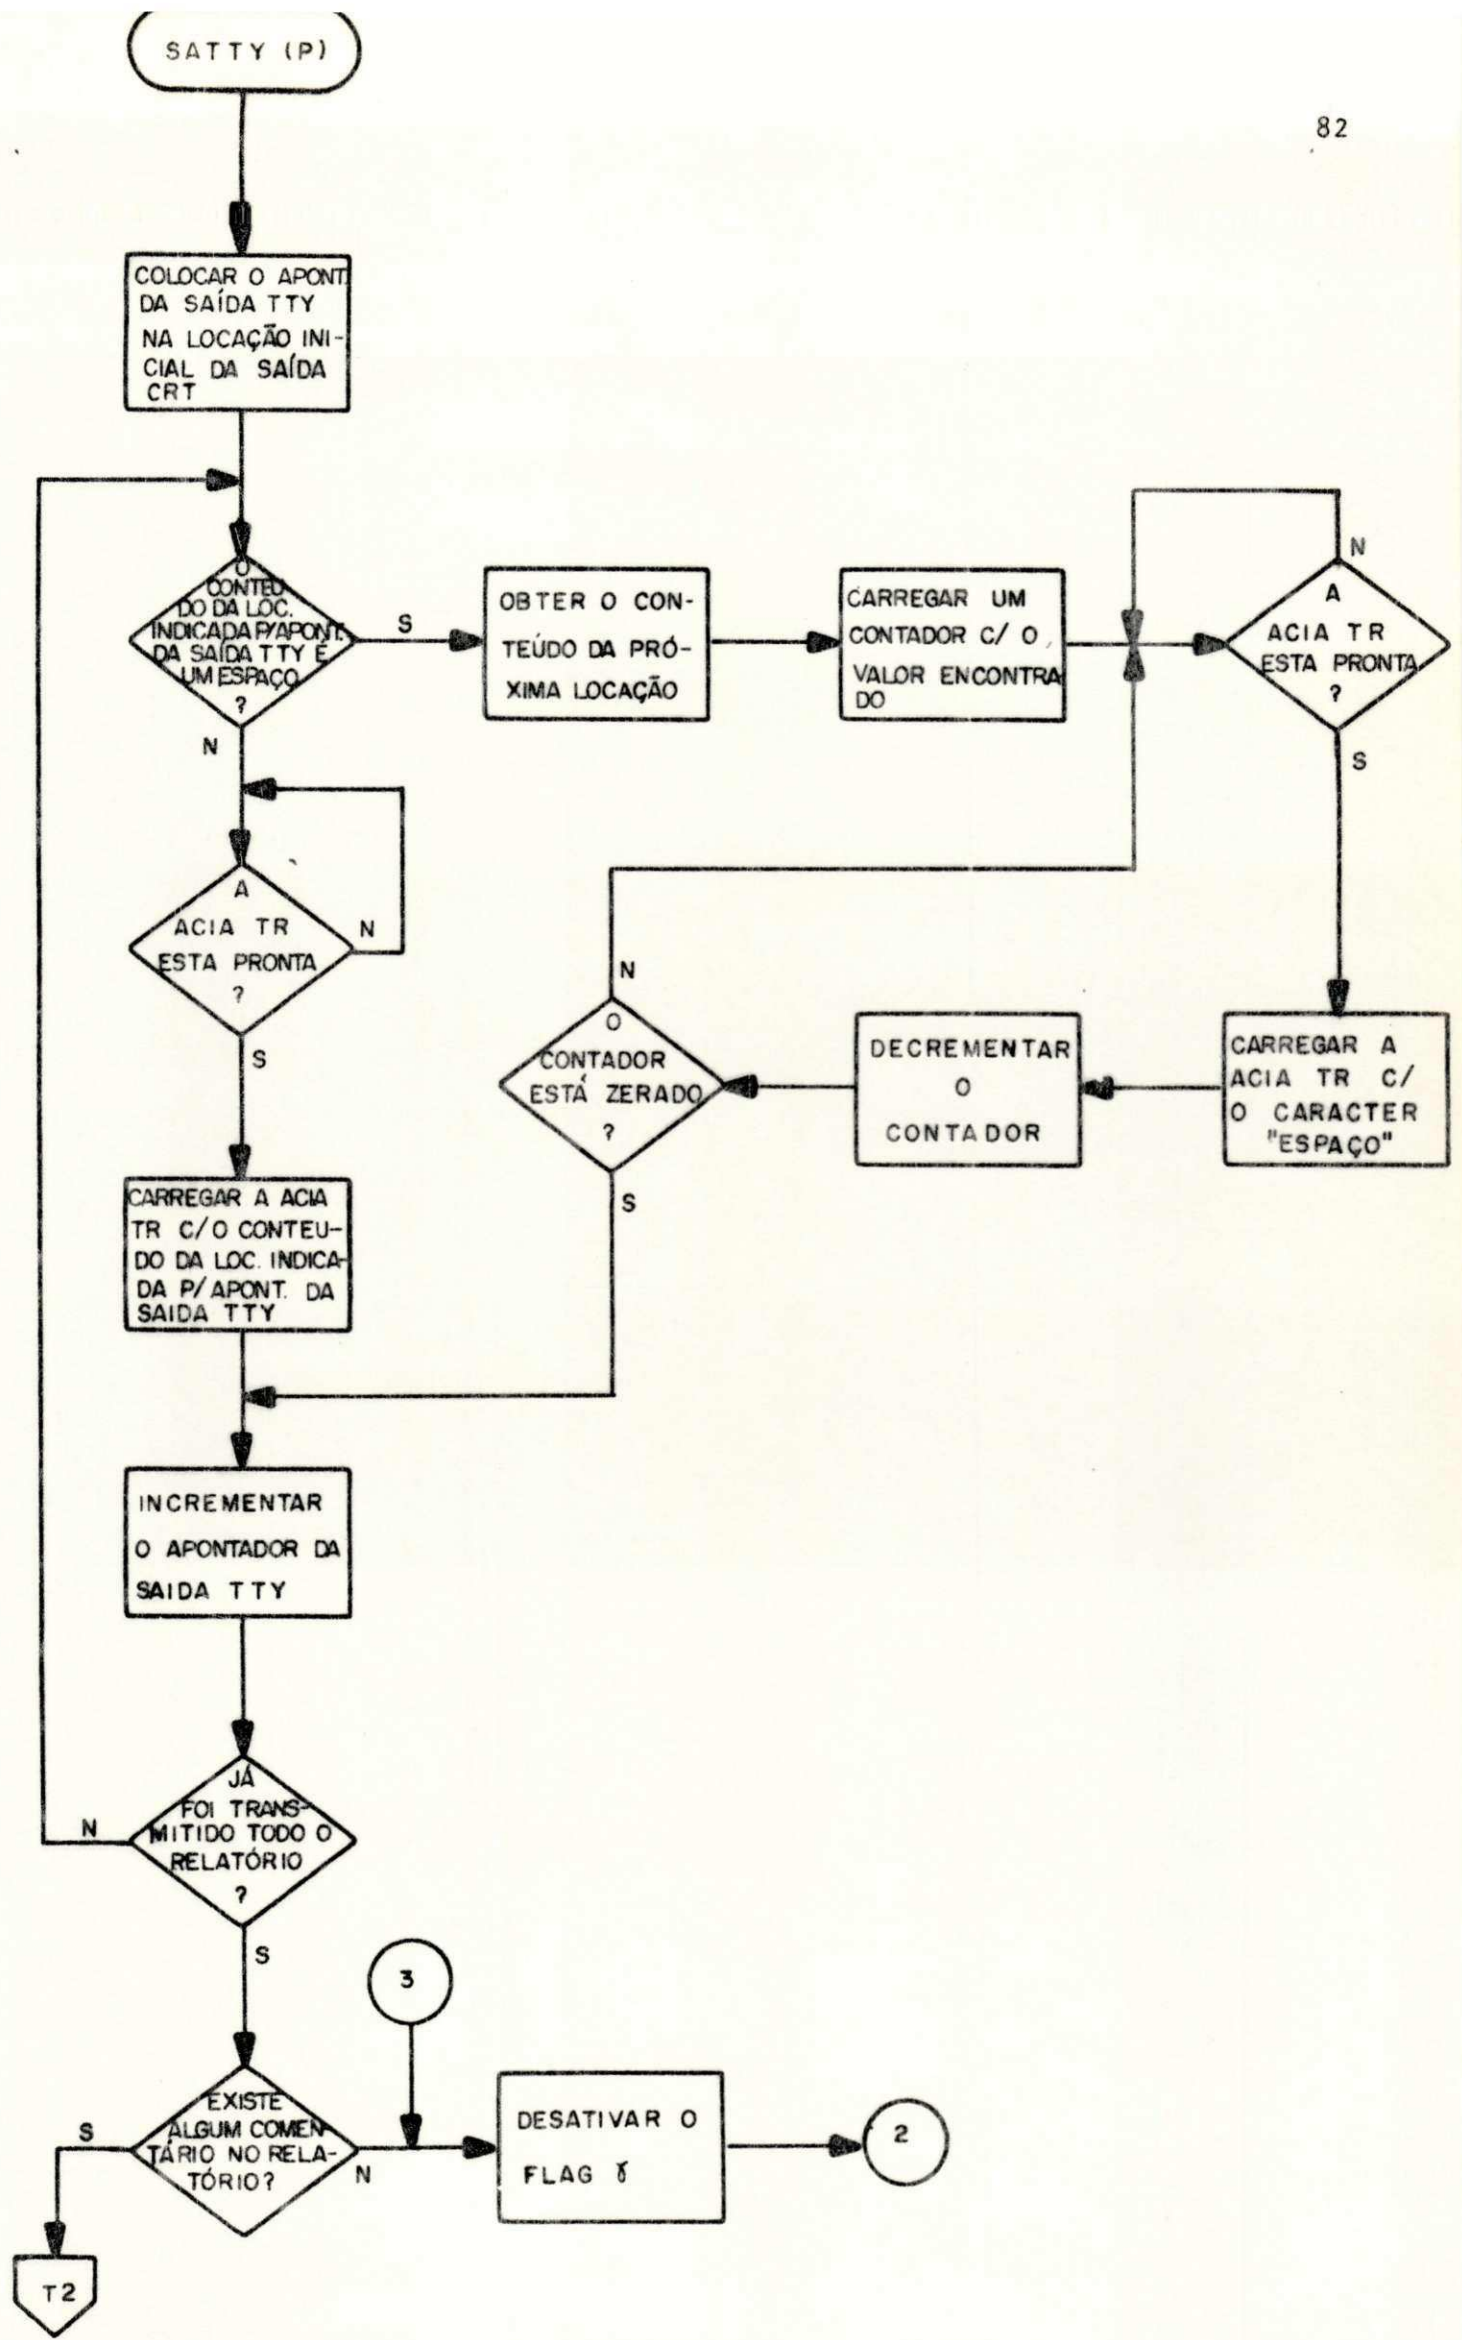 SATTY (P)
82
COLOCAR O APONT.
DA SAÍDA TTY
NA LOCAÇÃO INI-
CIAL DA SAÍDA
CRT
O
CONTEU-
DO DA LOC.
INDICADA P/APONT.
DA SAÍDA TTY É
UM ESPAÇO
?
S
N
OBTER O CON-
TEÚDO DA PRÓ-
XIMA LOCAÇÃO
CARREGAR UM
CONTADOR C/ O
VALOR ENCONTRA
DO
N
A
ACIA TR
ESTA PRONTA
?
S
A
ACIA TR
ESTA PRONTA
?
N
S
N
O
CONTADOR
ESTÁ ZERADO
?
S
DECREMENTAR
O
CONTADOR
CARREGAR A
ACIA TR C/
O CARACTER
"ESPAÇO"
CARREGAR A ACIA
TR C/O CONTEU-
DO DA LOC. INDICA-
DA P/ APONT. DA
SAIDA TTY
INCREMENTAR
O APONTADOR DA
SAIDA TTY
JÁ
FOI TRANS-
MITIDO TODO O
RELATÓRIO
?
N
S
3
EXISTE
ALGUM COMEN-
TÁRIO NO RELA-
TÓRIO?
S
N
DESATIVAR O
FLAG ɣ
2
T2